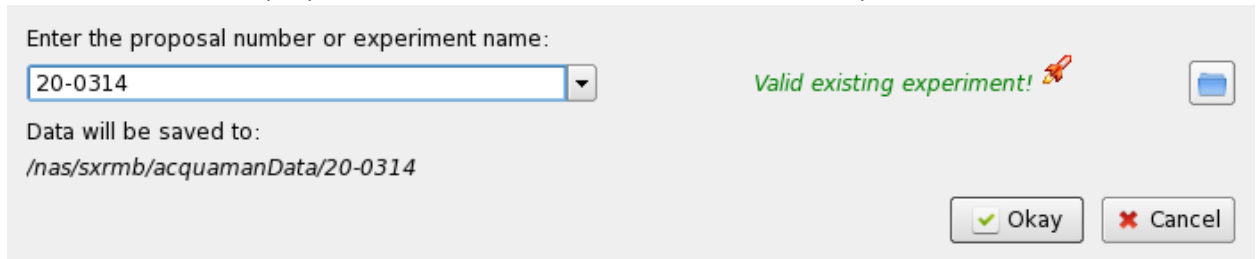 Enter the proposal number or experiment name:
20-0314
Valid existing experiment!
Data will be saved to:
/nas/sxrmb/acquamanData/20-0314
Okay
Cancel